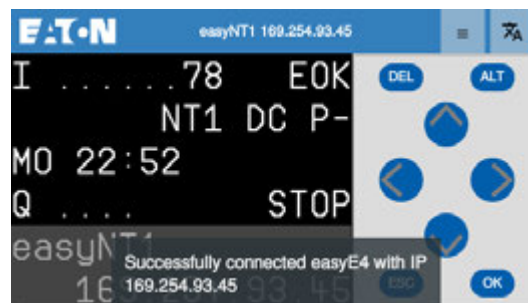 EATON
easyNT1 169.254.93.45
I ......78 EOK
DEL
ALT
NT1 DC P-
MO 22:52
Q .... STOP
easyNT1
Successfully connected easyE4 with IP
169.254.93.45
ESC
OK